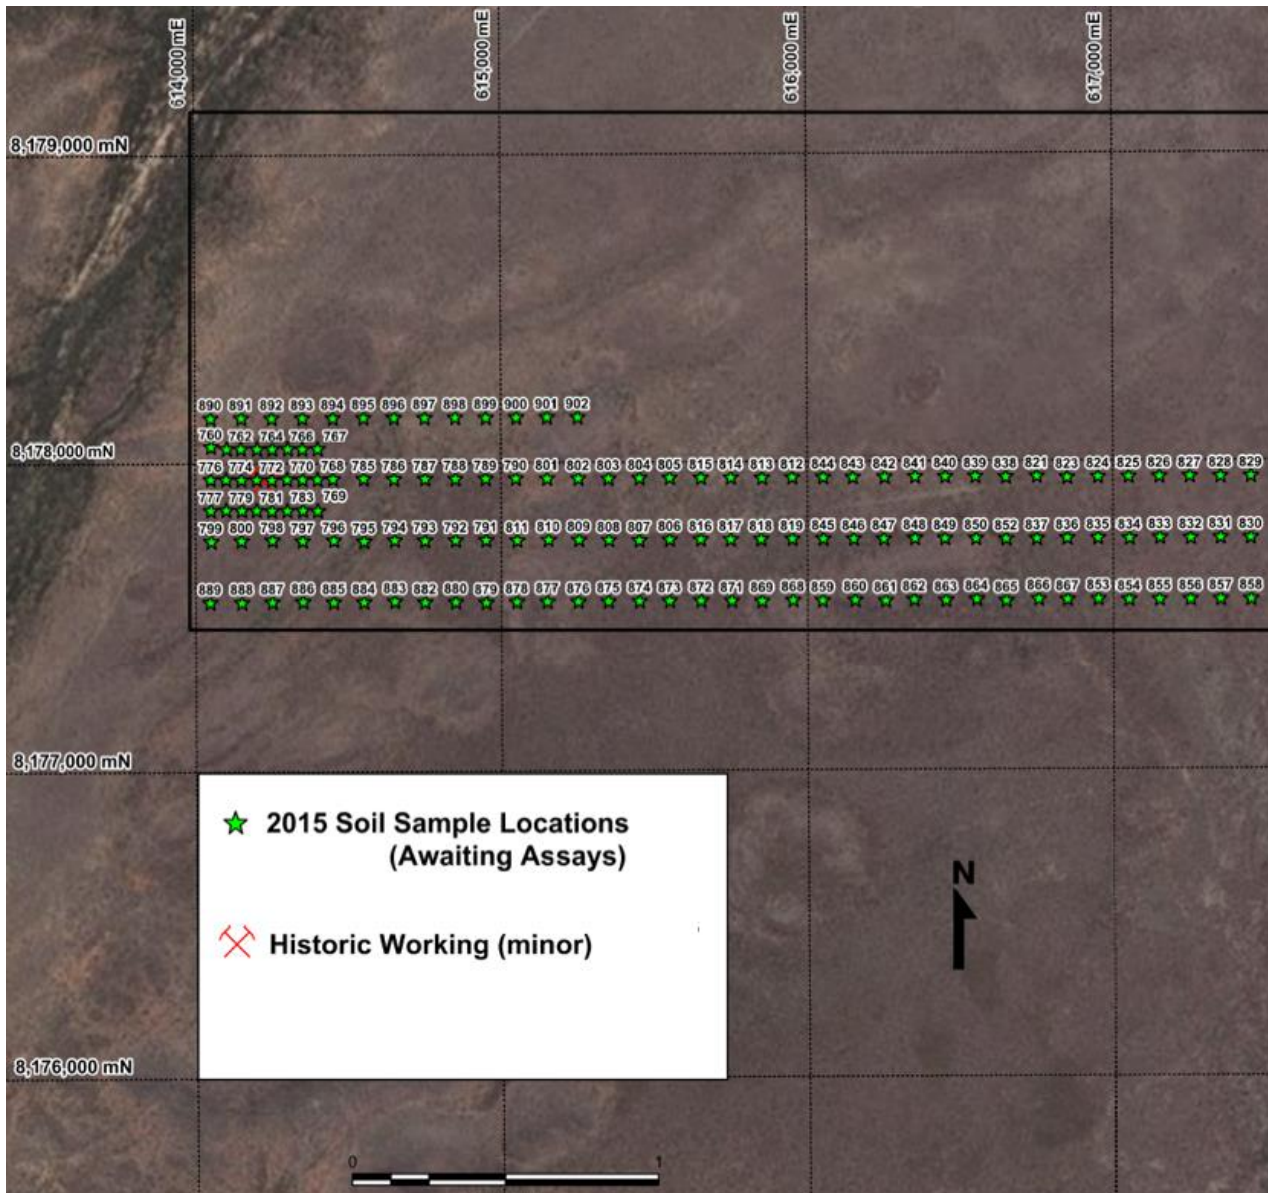 614,000 mE
615,000 mE
616,000 mE
617,000 mE
8,179,000 mN
890 891 892 893 894 895 896 897 898 899 900 901 902
760 762 764 766 767
8,178,000 mN
776 774 772 770 768 785 786 787 788 789 790 801 802 803 804 805 815 814 813 812 844 843 842 841 840 839 838 821 823 824 825 826 827 828 829
777 779 781 783 769
799 800 798 797 796 795 794 793 792 791 811 810 809 808 807 806 816 817 818 819 845 846 847 848 849 850 852 837 836 835 834 833 832 831 830
889 888 887 886 885 884 883 882 880 879 878 877 876 875 874 873 872 871 869 868 859 860 861 862 863 864 865 866 867 853 854 855 856 857 858
8,177,000 mN
2015 Soil Sample Locations
(Awaiting Assays)
N
Historic Working (minor)
8,176,000 mN
0 1